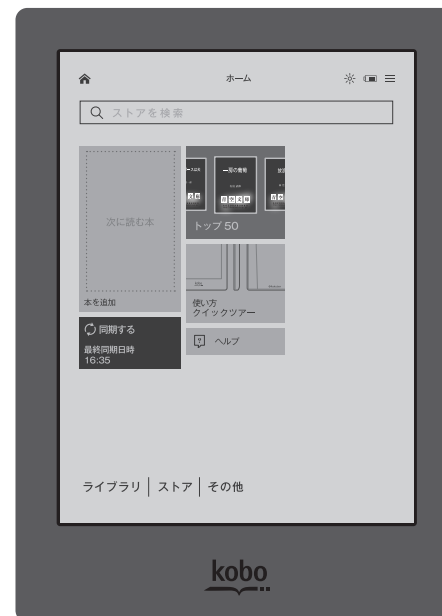 ホーム
ストアを検索
次に読む本
本を追加
一房の葡萄
トップ 50
使い方
クイックツアー
同期する
最終同期日時
16:35
ヘルプ
ライブラリ
ストア
その他
kobo